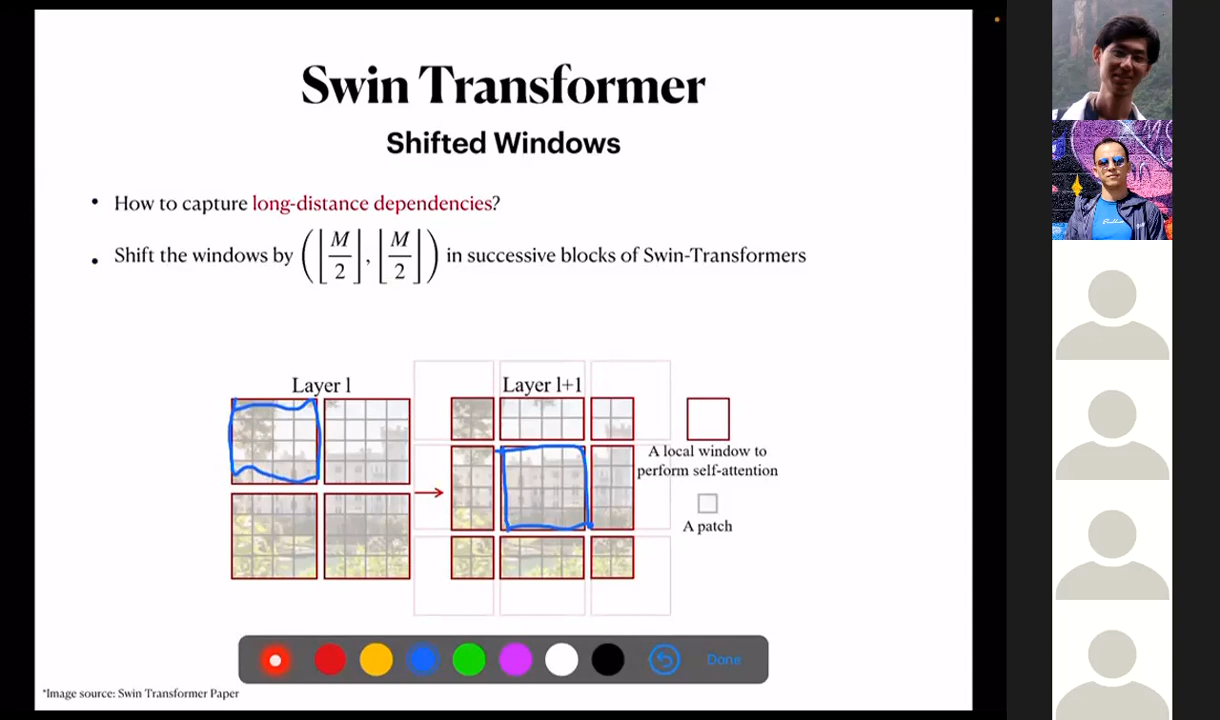 Swin Transformer
Shifted Windows
• How to capture long-distance dependencies?
• Shift the windows by (⌊M/2⌋, ⌊M/2⌋) in successive blocks of Swin-Transformers
Layer l
Layer l+1
A local window to
perform self-attention
A patch
Done
*Image source: Swin Transformer Paper